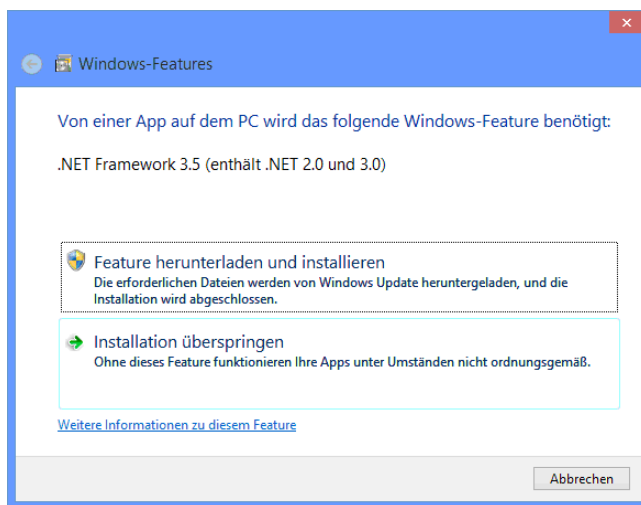 Windows-Features
Von einer App auf dem PC wird das folgende Windows-Feature benötigt:
.NET Framework 3.5 (enthält .NET 2.0 und 3.0)
Feature herunterladen und installieren
Die erforderlichen Dateien werden von Windows Update heruntergeladen, und die
Installation wird abgeschlossen.
Installation überspringen
Ohne dieses Feature funktionieren Ihre Apps unter Umständen nicht ordnungsgemäß.
Weitere Informationen zu diesem Feature
Abbrechen